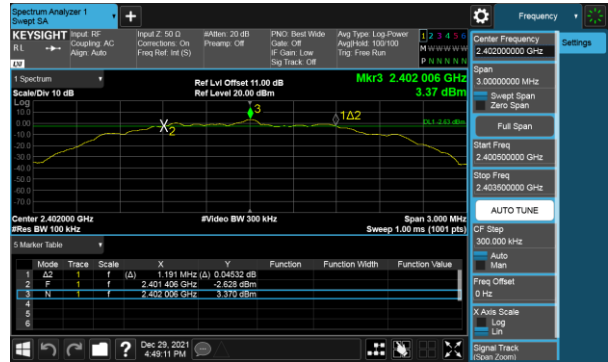 Spectrum Analyzer 1
Swept SA
+
Frequency
KEYSIGHT
RL
LXI
Input: RF
Coupling: AC
Align: Auto
Input Z: 50 Ω
Corrections: On
Freq Ref: Int (S)
#Atten: 20 dB
Preamp: Off
PNO: Best Wide
Gate: Off
IF Gain: Low
Sig Track: Off
Avg Type: Log-Power
Avg|Hold: 100/100
Trig: Free Run
1 2 3 4 5 6
M W W W W W
P N N N N N
Center Frequency
2.402000000 GHz
Settings
1 Spectrum
Scale/Div 10 dB
Ref Lvl Offset 11.00 dB
Ref Level 20.00 dBm
Mkr3 2.402 006 GHz
3.37 dBm
Span
3.00000000 MHz
Swept Span
Zero Span
Log
10.0
0.00
-10.0
-20.0
-30.0
-40.0
-50.0
-60.0
-70.0
2
3
1Δ2
DL1 -2.63 dBm
Full Span
Start Freq
2.400500000 GHz
Stop Freq
2.403500000 GHz
AUTO TUNE
Center 2.402000 GHz
#Res BW 100 kHz
#Video BW 300 kHz
Span 3.000 MHz
Sweep 1.00 ms (1001 pts)
CF Step
300.000 kHz
Auto
Man
5 Marker Table
Mode Trace Scale X Y Function Function Width Function Value
1 Δ2 1 f (Δ) 1.191 MHz (Δ) 0.04532 dB
2 F 1 f 2.401 406 GHz -2.628 dBm
3 N 1 f 2.402 006 GHz 3.370 dBm
4
5
6
Freq Offset
0 Hz
X Axis Scale
Log
Lin
Signal Track
(Span Zoom)
?
Dec 29, 2021
4:49:11 PM